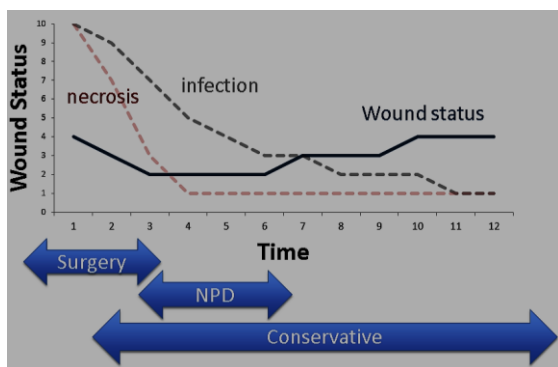 Wound Status
10
9
8
7
6
5
4
3
2
1
0
necrosis
infection
Wound status
1 2 3 4 5 6 7 8 9 10 11 12
Time
Surgery
NPD
Conservative